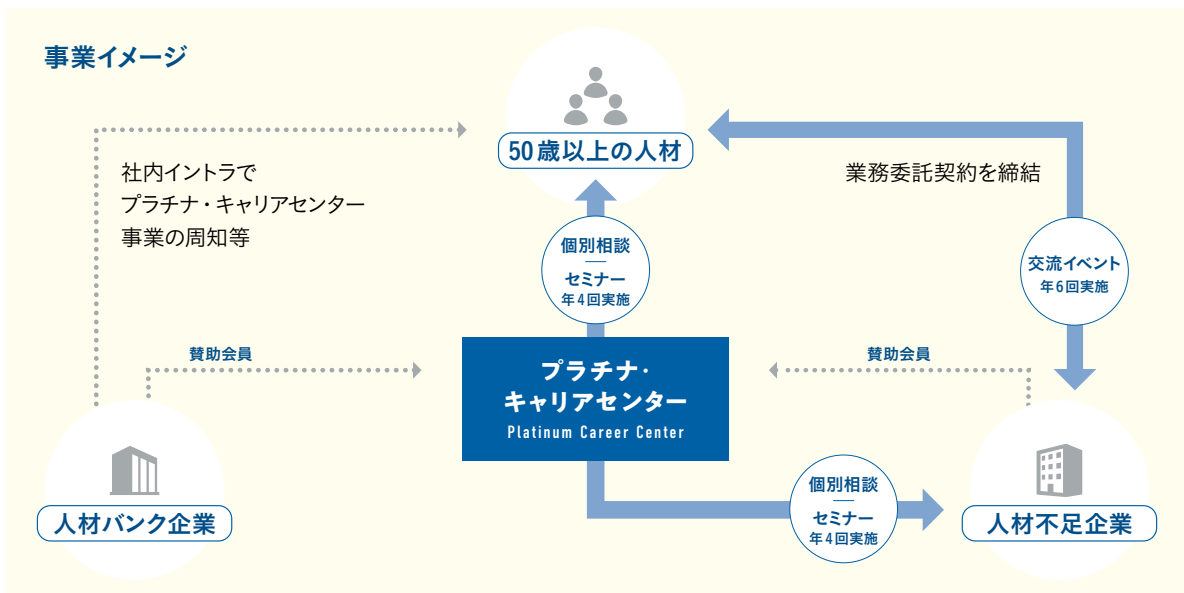 事業イメージ
50歳以上の人材
社内イントラで
プラチナ・キャリアセンター
事業の周知等
業務委託契約を締結
個別相談
セミナー
年4回実施
交流イベント
年6回実施
賛助会員
賛助会員
プラチナ・
キャリアセンター
Platinum Career Center
個別相談
セミナー
年4回実施
人材バンク企業
人材不足企業